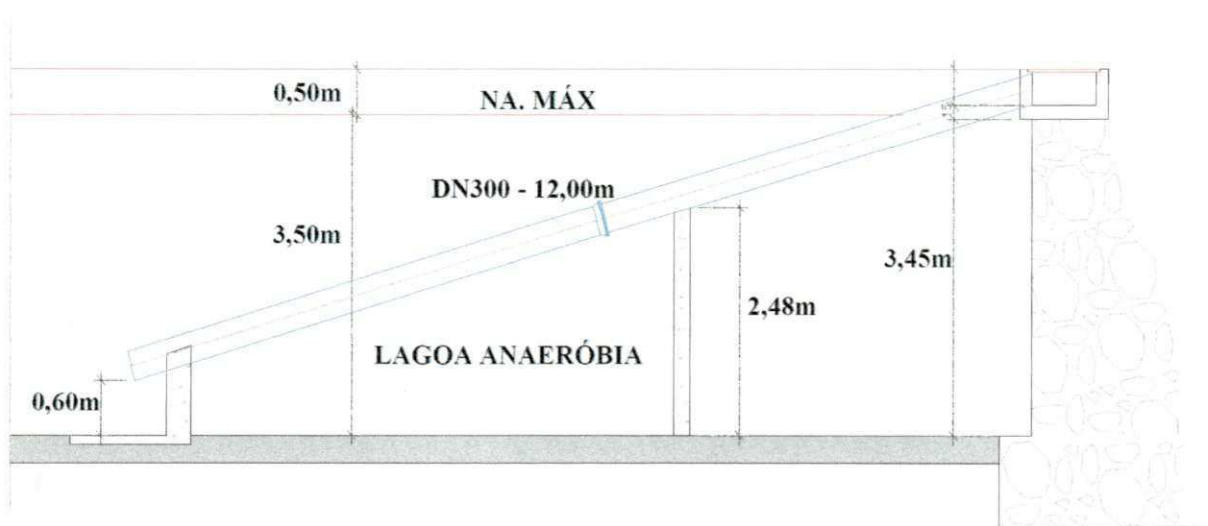 0,50m
NA. MÁX
DN300 - 12,00m
3,50m
3,45m
2,48m
LAGOA ANAERÓBIA
0,60m